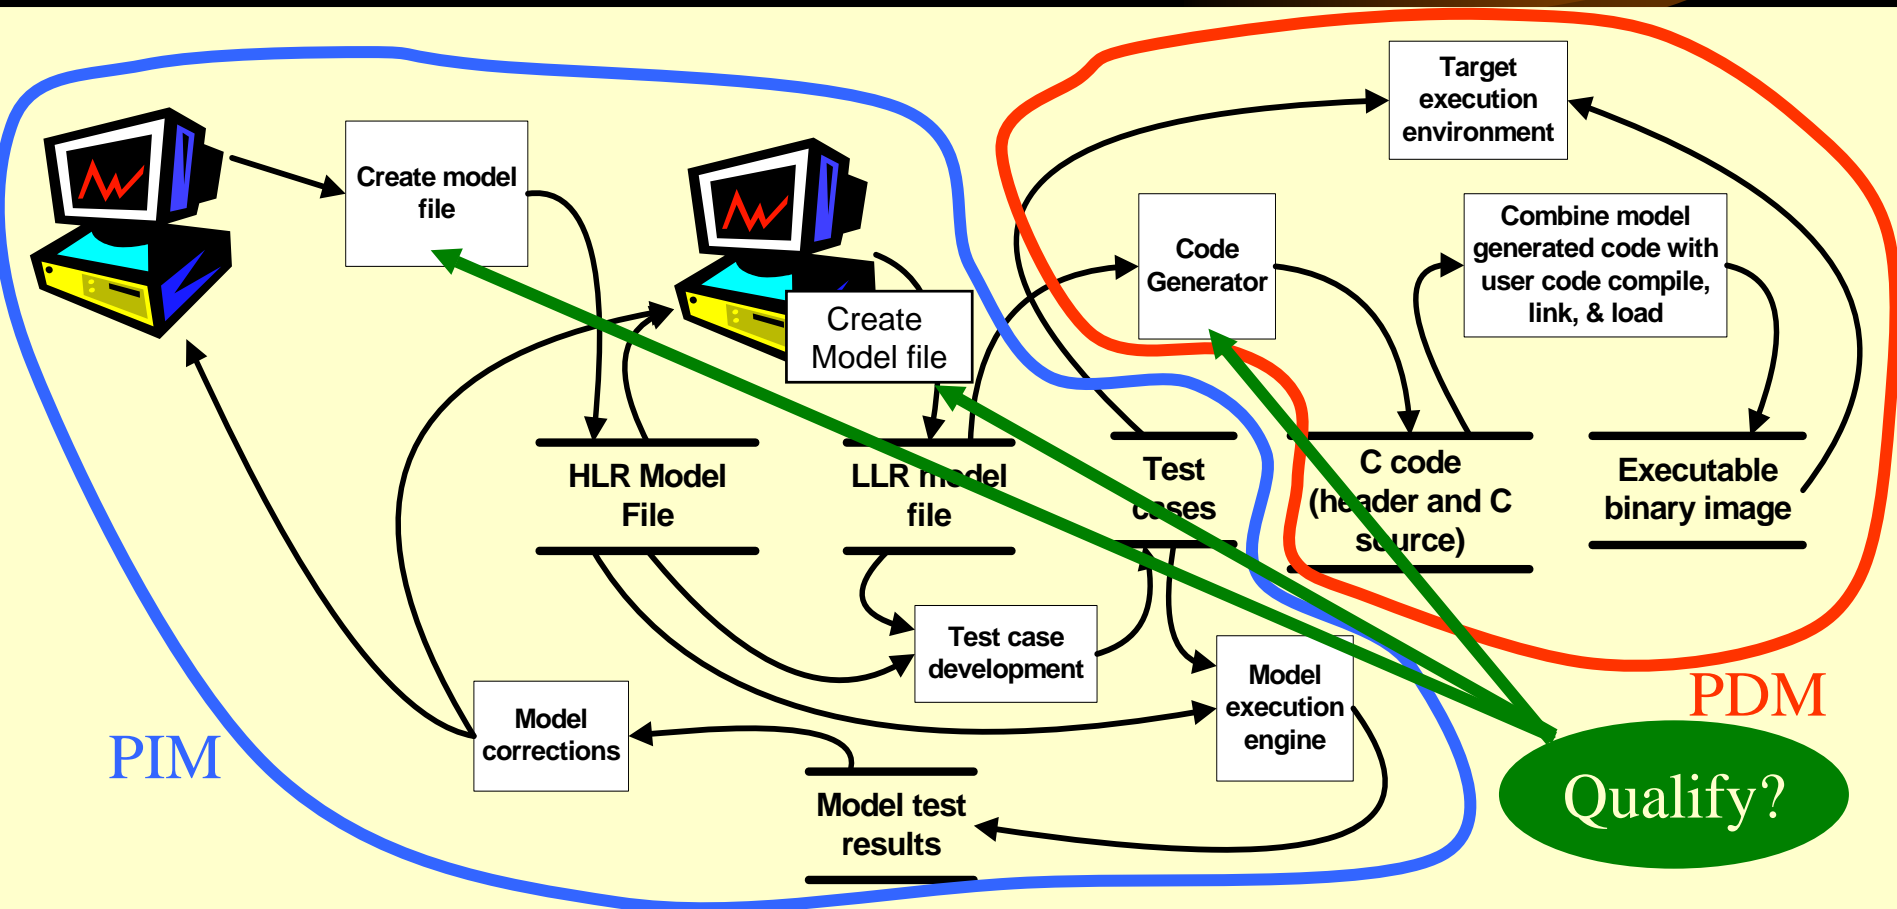 Target
execution
environment
Create model
file
Code
Generator
Combine model
generated code with
user code compile,
link, & load
Create
Model file
HLR Model
File
LLR model
file
Test
cases
C code
(header and C
source)
Executable
binary image
Test case
development
Model
execution
engine
Model
corrections
Model test
results
PIM
PDM
Qualify?